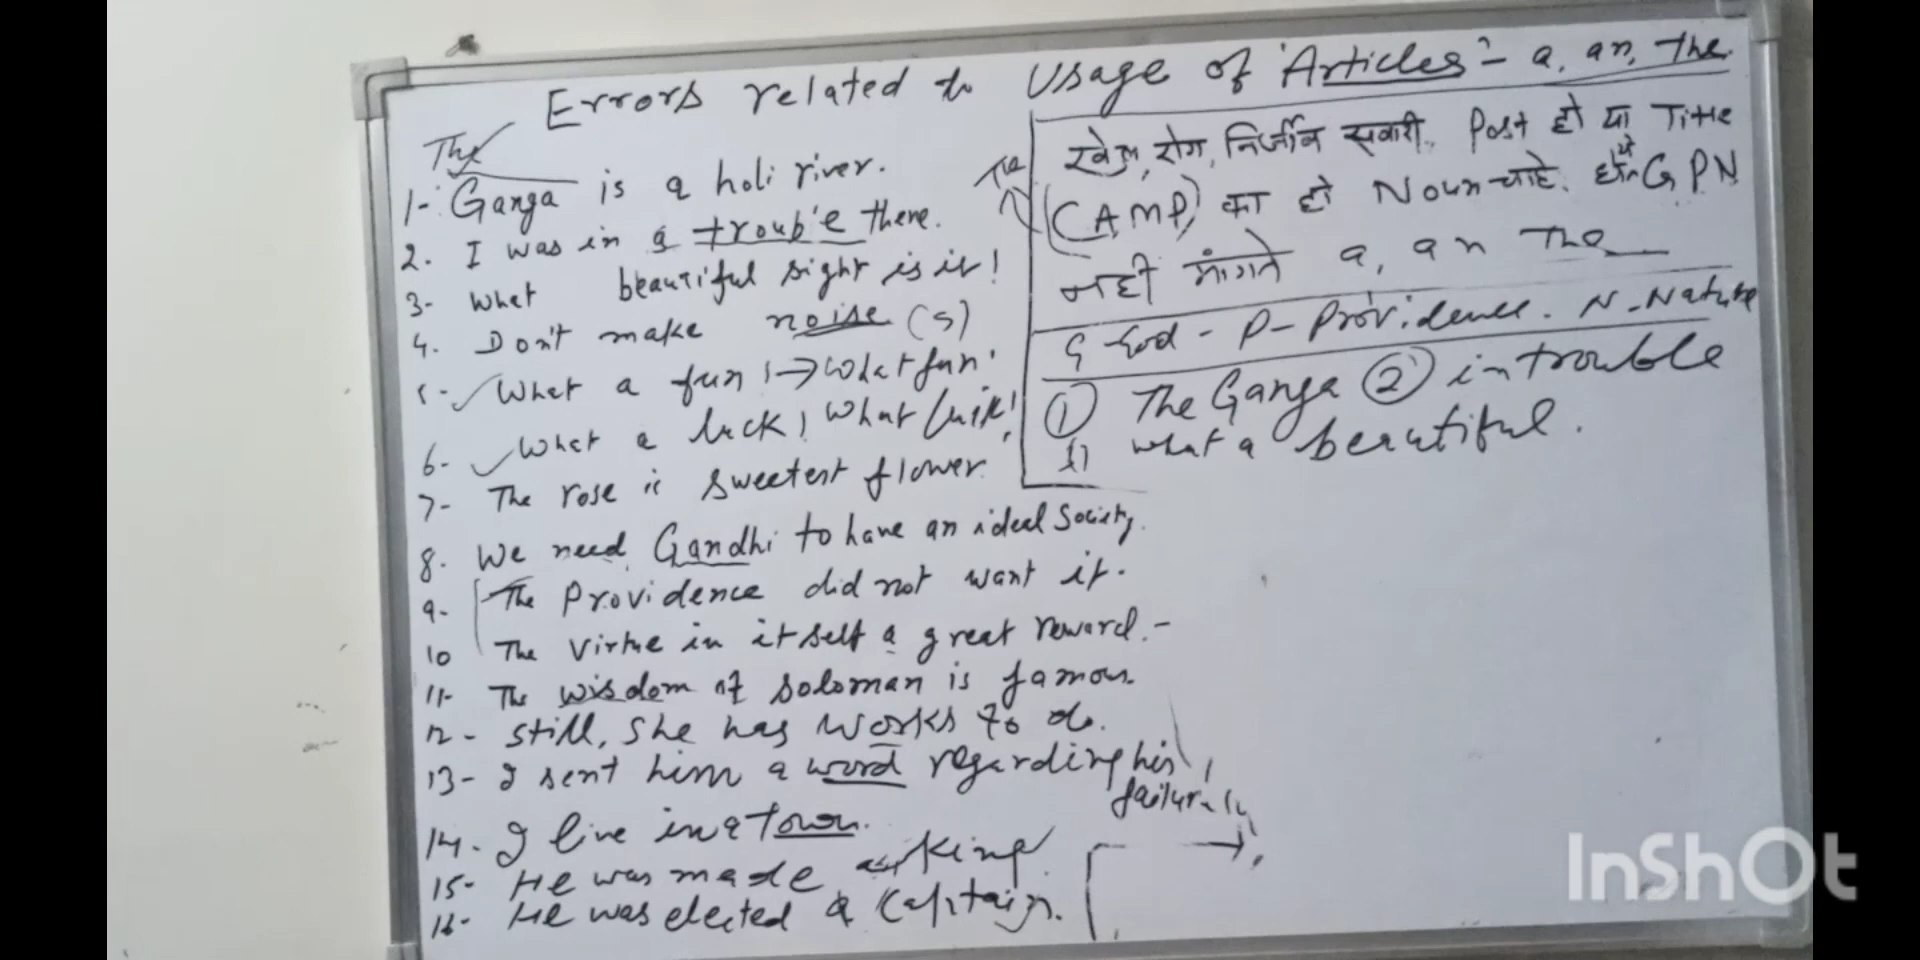 Errors related to Usage of 'Articles' - a, an, The.
The
1- Ganga is a holi river.
2. I was in a trouble there.
3- What beautiful sight is it!
4. Don't make noise (s)
What a fun! → What fun!
6- What a luck! What luck!
7- The rose is sweetest flower.
8. We need Gandhi to have an ideal society.
9. The Providence did not want it.
10 The virtue in itself a great reward.-
11- The wisdom of Soloman is famous.
12- Still, she has works to do.
13- I sent him a word regarding his
failure
14. I live in a town.
15- He was made a king
16- He was elected a Captain.
खेल, रोग, निर्जीव सवारी, Post हो या Title
The (CAMP) का हो Noun चाहे GPN
नही मांगते a, an The
G God - P- Providence. N-Nature
① The Ganga ② in trouble
what a beautiful.
InShOt